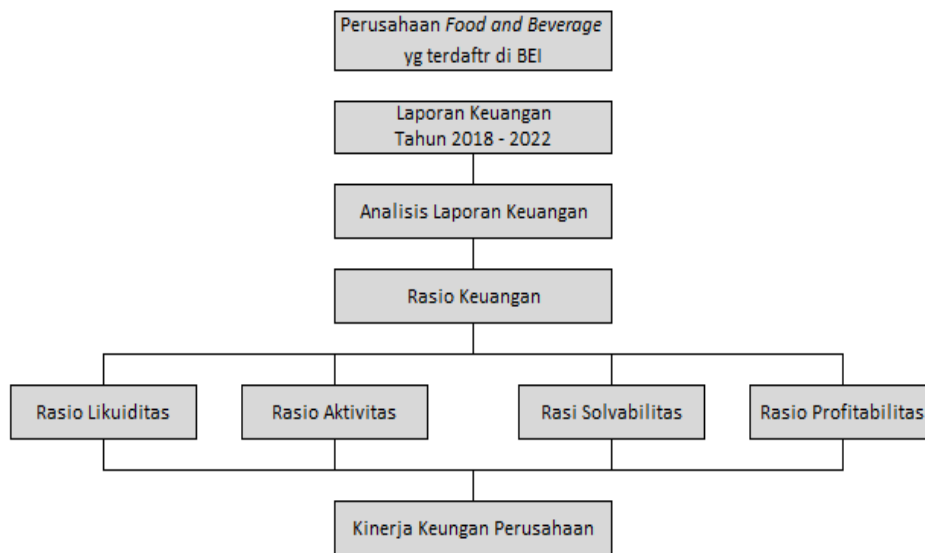 Perusahaan Food and Beverage
yg terdaftr di BEI
Laporan Keuangan
Tahun 2018 - 2022
Analisis Laporan Keuangan
Rasio Keuangan
Rasio Likuiditas
Rasio Aktivitas
Rasi Solvabilitas
Rasio Profitabilitas
Kinerja Keungan Perusahaan